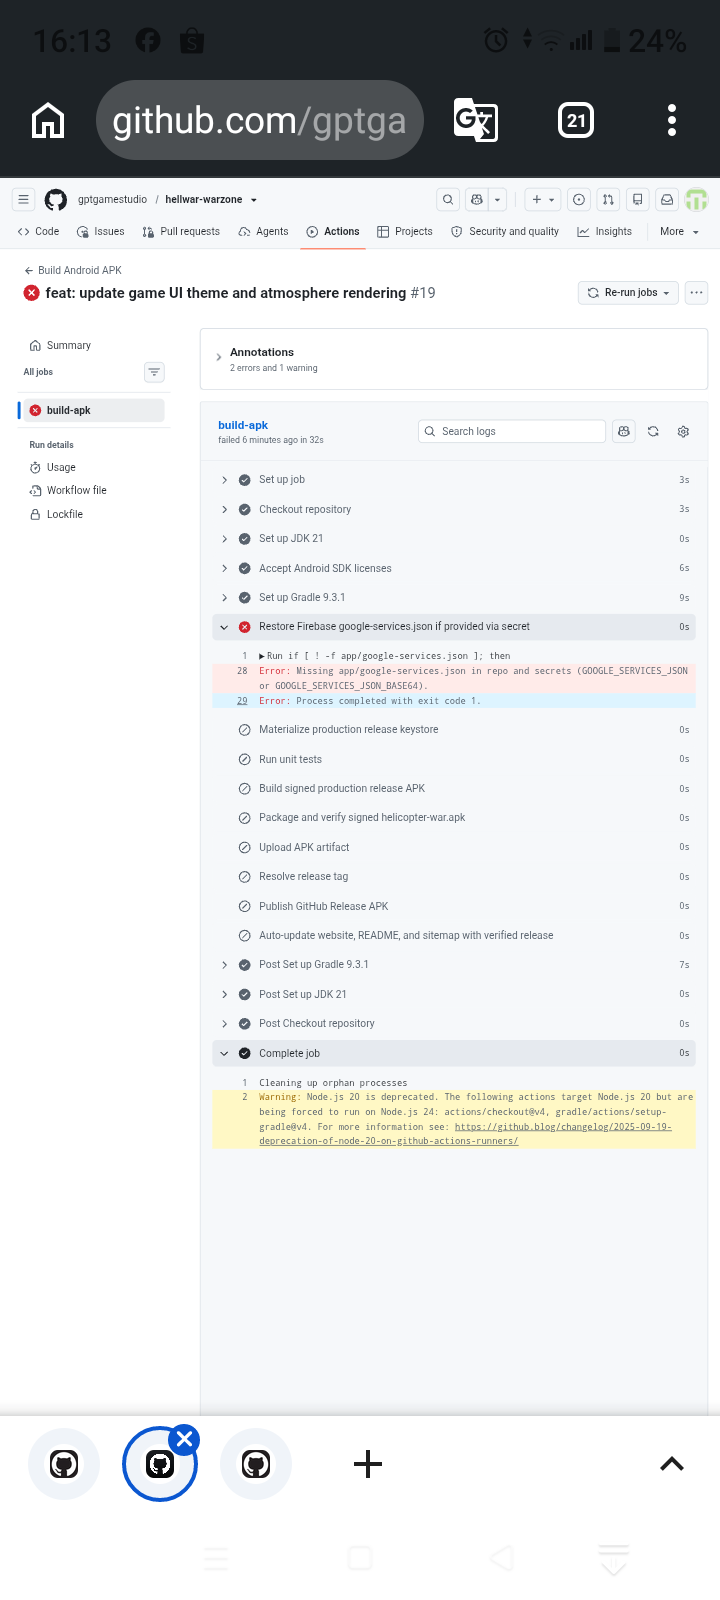 16:13
24%
github.com/gptga
21
gptgamestudio / hellwar-warzone
Code
Issues
Pull requests
Agents
Actions
Projects
Security and quality
Insights
More
Build Android APK
feat: update game UI theme and atmosphere rendering #19
Re-run jobs
Summary
All jobs
build-apk
Run details
Usage
Workflow file
Lockfile
Annotations
2 errors and 1 warning
build-apk
failed 6 minutes ago in 32s
Search logs
Set up job 3s
Checkout repository 3s
Set up JDK 21 0s
Accept Android SDK licenses 6s
Set up Gradle 9.3.1 9s
Restore Firebase google-services.json if provided via secret 0s
1 ▶Run if [ ! -f app/google-services.json ]; then
28 Error: Missing app/google-services.json in repo and secrets (GOOGLE_SERVICES_JSON
or GOOGLE_SERVICES_JSON_BASE64).
29 Error: Process completed with exit code 1.
Materialize production release keystore 0s
Run unit tests 0s
Build signed production release APK 0s
Package and verify signed helicopter-war.apk 0s
Upload APK artifact 0s
Resolve release tag 0s
Publish GitHub Release APK 0s
Auto-update website, README, and sitemap with verified release 0s
Post Set up Gradle 9.3.1 7s
Post Set up JDK 21 0s
Post Checkout repository 0s
Complete job 0s
1 Cleaning up orphan processes
2 Warning: Node.js 20 is deprecated. The following actions target Node.js 20 but are
being forced to run on Node.js 24: actions/checkout@v4, gradle/actions/setup-
gradle@v4. For more information see: https://github.blog/changelog/2025-09-19-
deprecation-of-node-20-on-github-actions-runners/